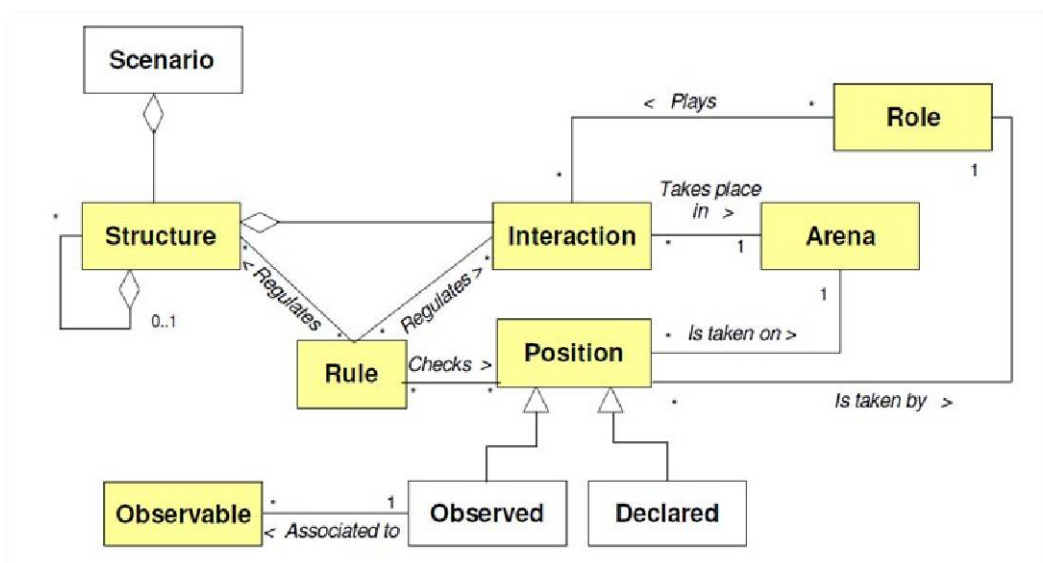 Scenario
< Plays
*
Role
*
1
Takes place
in >
*
Structure
Interaction
Arena
*
1
*
*
< Regulates
Regulates >
1
0..1
*
*
Position
*
Is taken on >
Rule
Checks >
*
*
*
Is taken by >
Observable
*
1
Observed
Declared
< Associated to